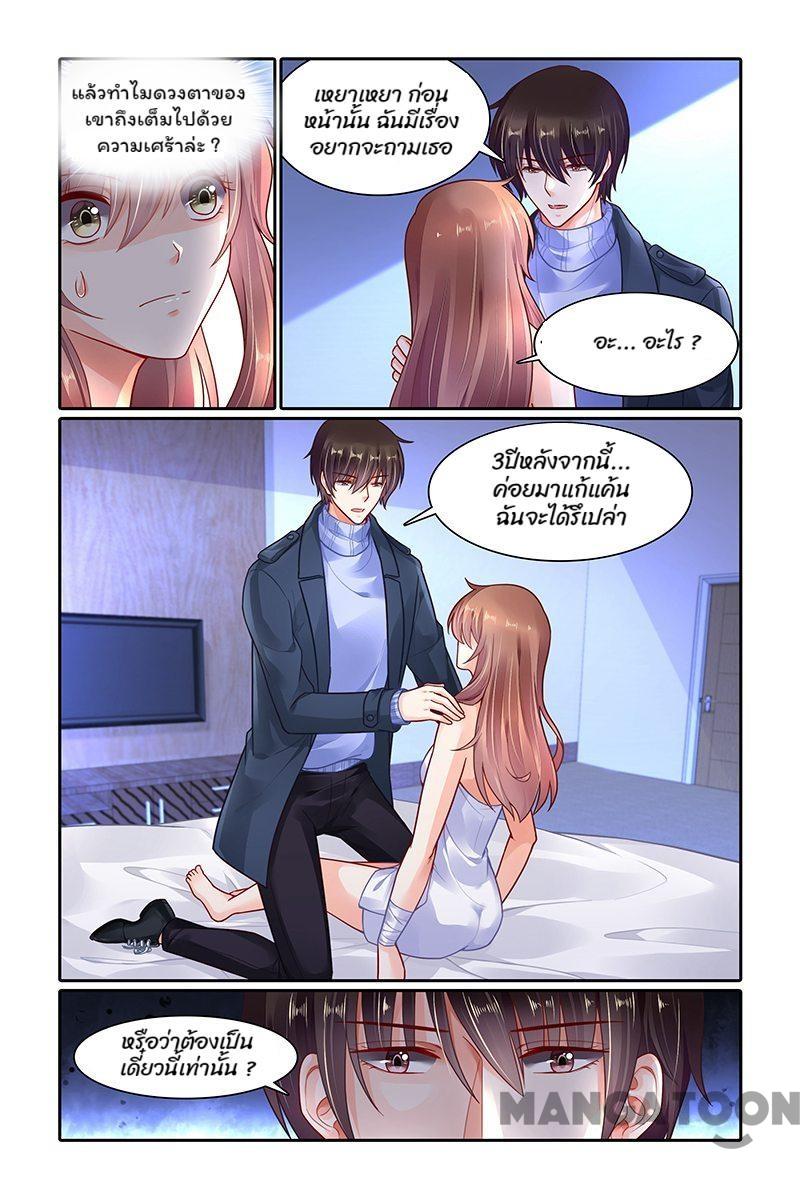 แล้วทำไมดวงตาของ
เขาถึงเต็มไปด้วย
ความเศร้าล่ะ ?
เหยาเหยา ก่อน
หน้านั้น ฉันมีเรื่อง
อยากจะถามเธอ
อะ... อะไร ?
3ปีหลังจากนี้...
ค่อยมาแก้แค้น
ฉันจะได้รึเปล่า
หรือว่าต้องเป็น
เดี๋ยวนี้เท่านั้น ?
MANGATOON